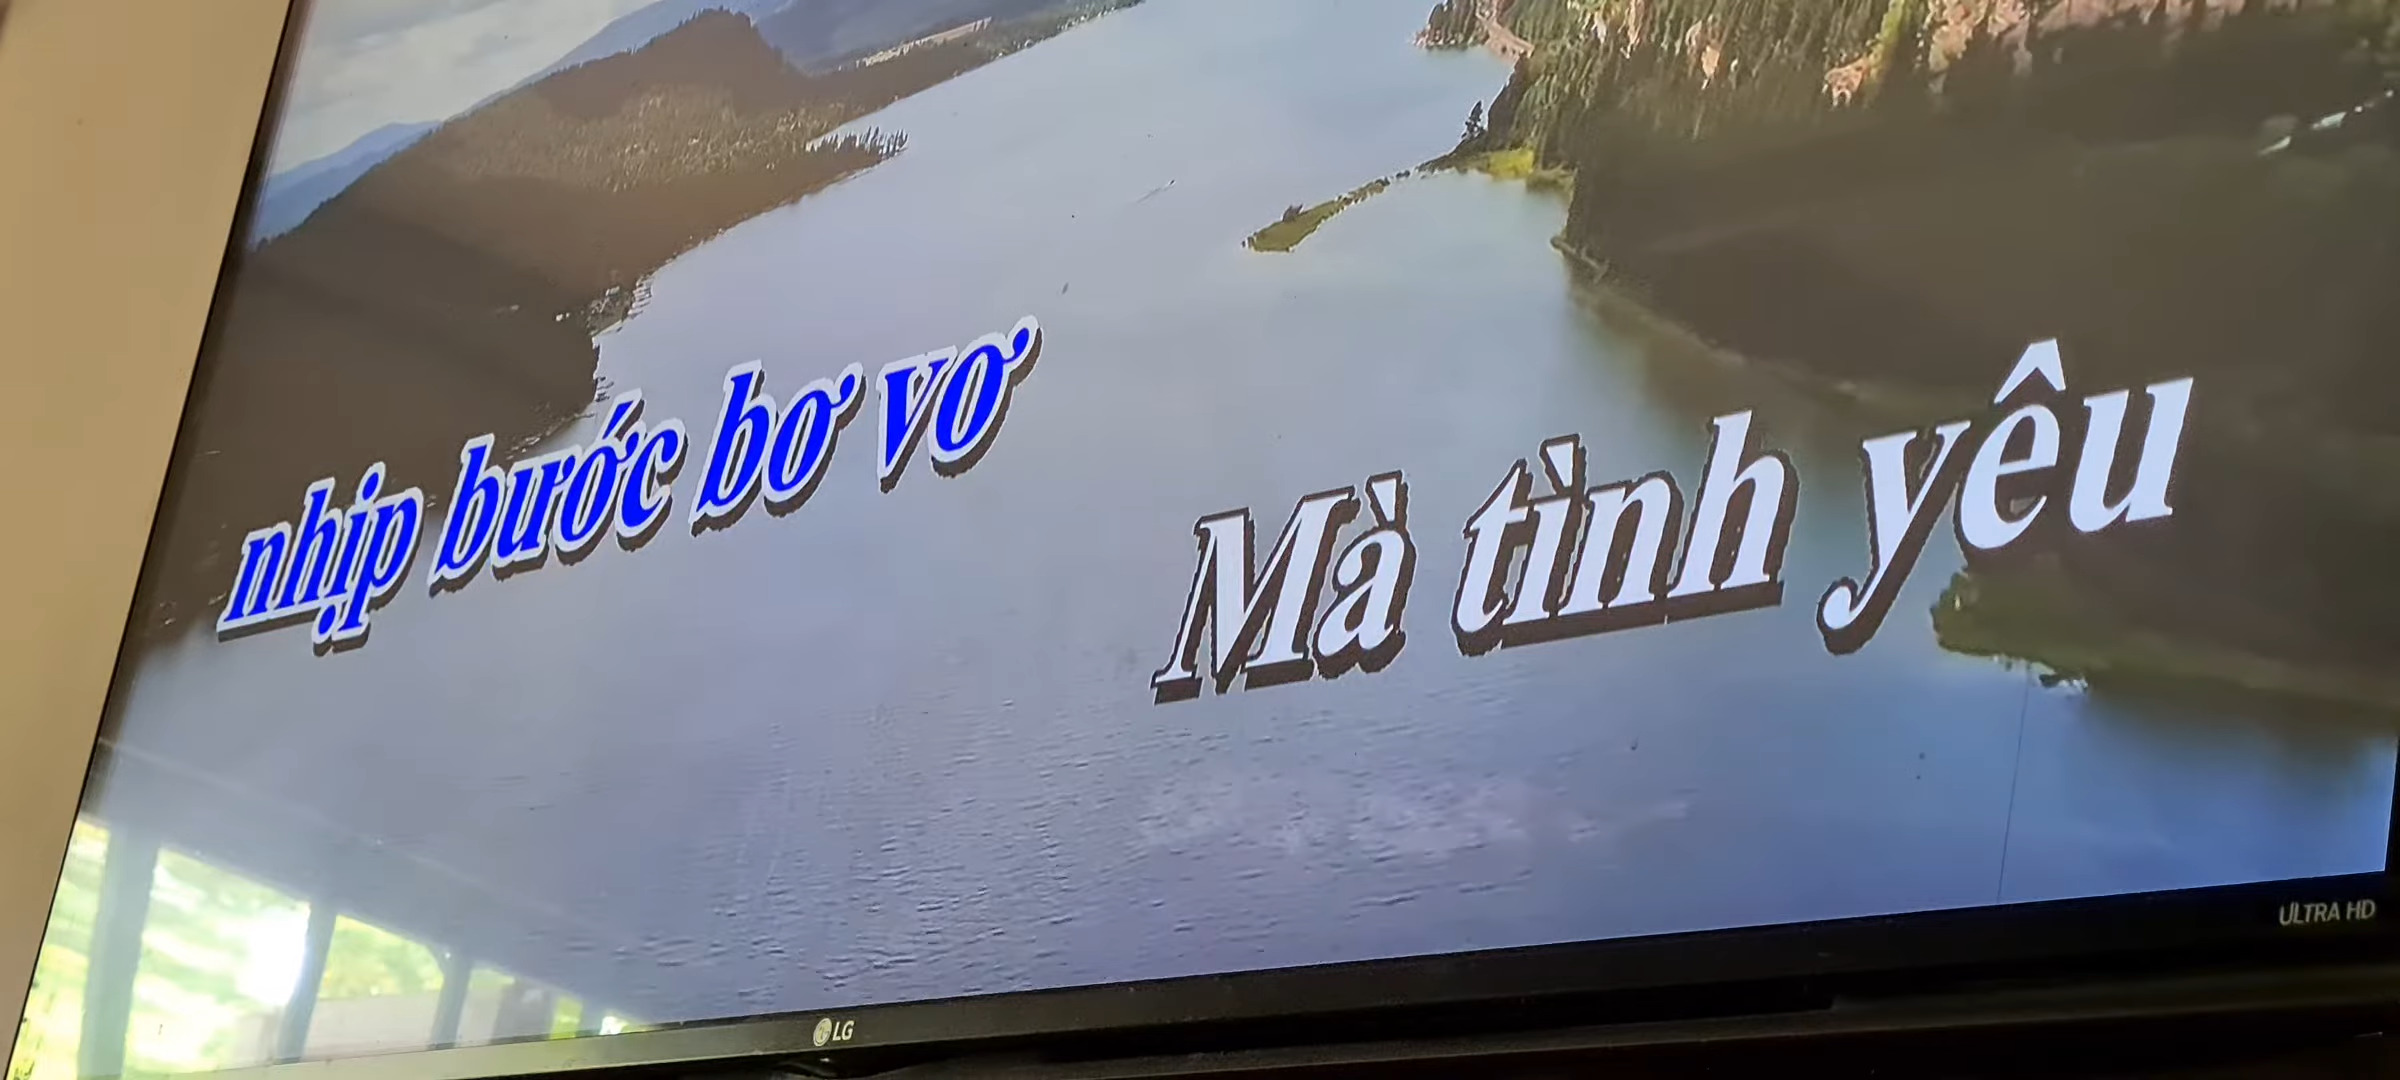 nhịp bước bơ vơ
Mà tình yêu
ULTRA HD
LG